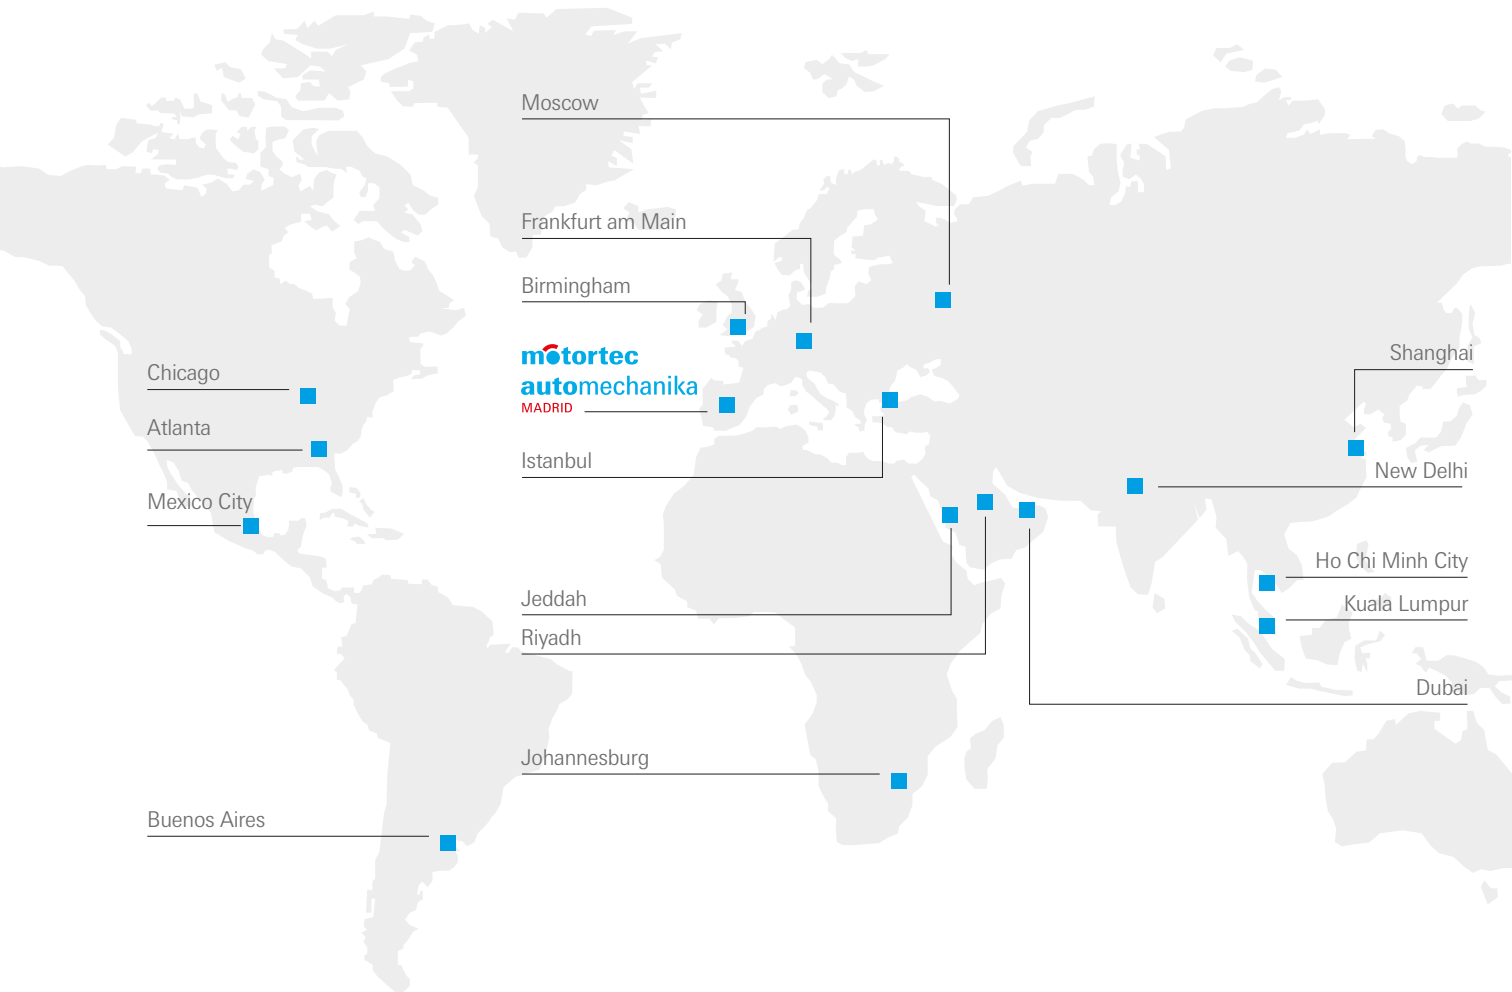 Moscow
Frankfurt am Main
Birmingham
motortec
automechanika
MADRID
Istanbul
Chicago
Atlanta
Mexico City
Shanghai
New Delhi
Ho Chi Minh City
Kuala Lumpur
Dubai
Jeddah
Riyadh
Johannesburg
Buenos Aires